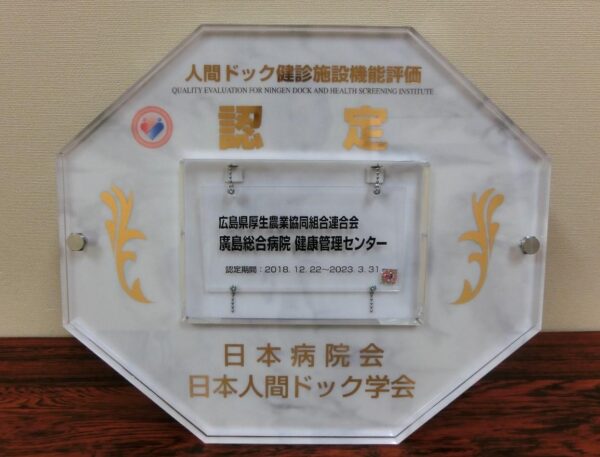 人間ドック健診施設機能評価
QUALITY EVALUATION FOR NINGEN DOCK AND HEALTH SCREENING INSTITUTE
認 定
広島県厚生農業協同組合連合会
廣島総合病院 健康管理センター
認定期間：2018. 12. 22～2023. 3. 31
日本病院会
日本人間ドック学会